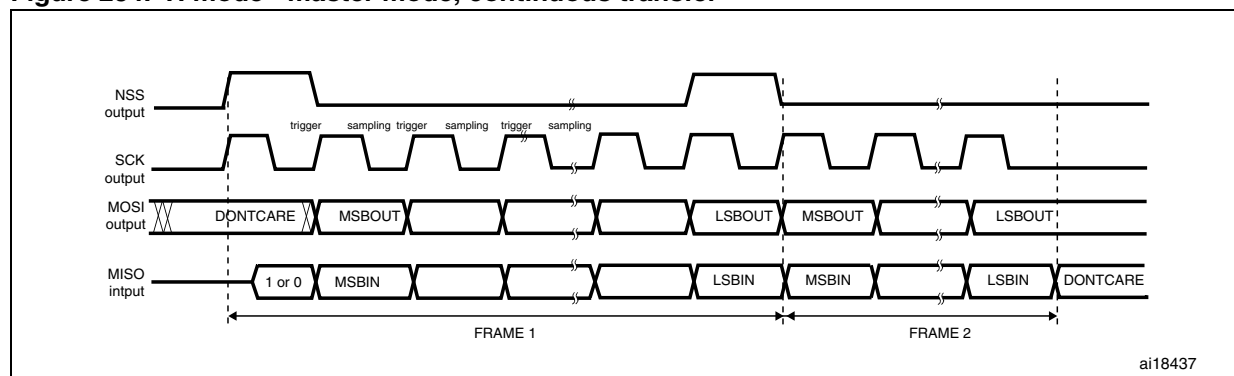 NSS
output
trigger sampling trigger sampling trigger sampling
SCK
output
MOSI
output
DONTCARE MSBOUT LSBOUT MSBOUT LSBOUT
MISO
intput
1 or 0 MSBIN LSBIN MSBIN LSBIN DONTCARE
FRAME 1 FRAME 2
ai18437